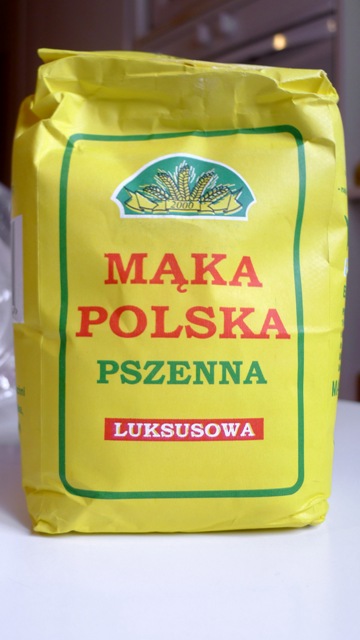 2000
MĄKA
POLSKA
PSZENNA
LUKSUSOWA